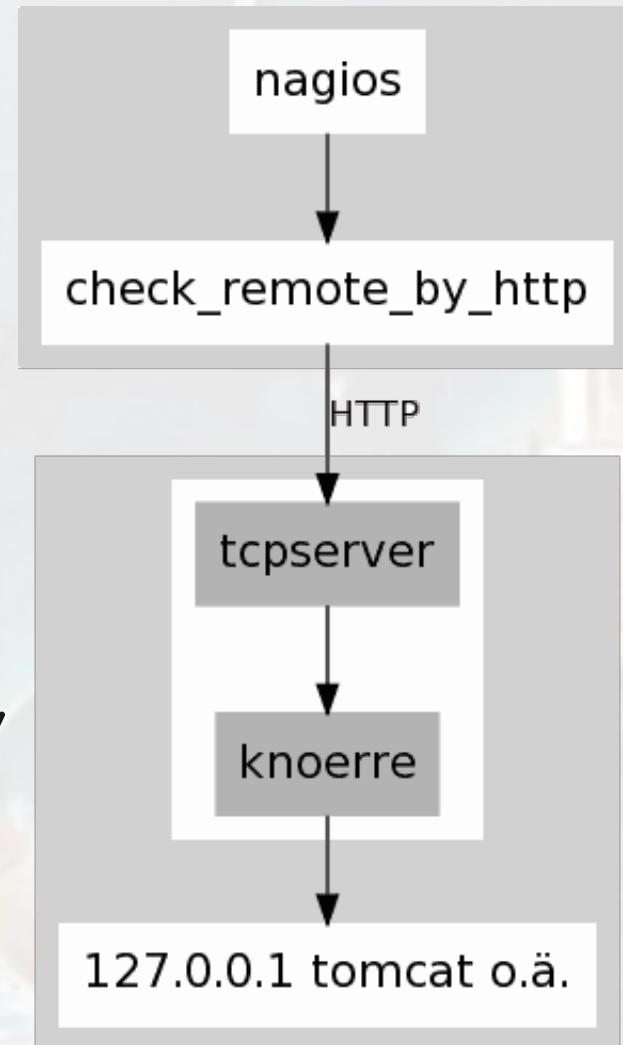 nagios
check_remote_by_http
HTTP
tcpserver
knoerre
127.0.0.1 tomcat o.ä.